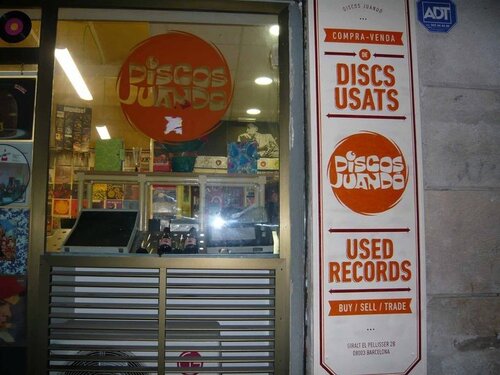 DISCOS
JUANDO
DISCOS JUANDO
COMPRA-VENDA
DE
DISCS
USATS
DISCOS
JUANDO
USED
RECORDS
BUY / SELL / TRADE
GIRALT EL PELLISSER 2B
08003 BARCELONA
ADT